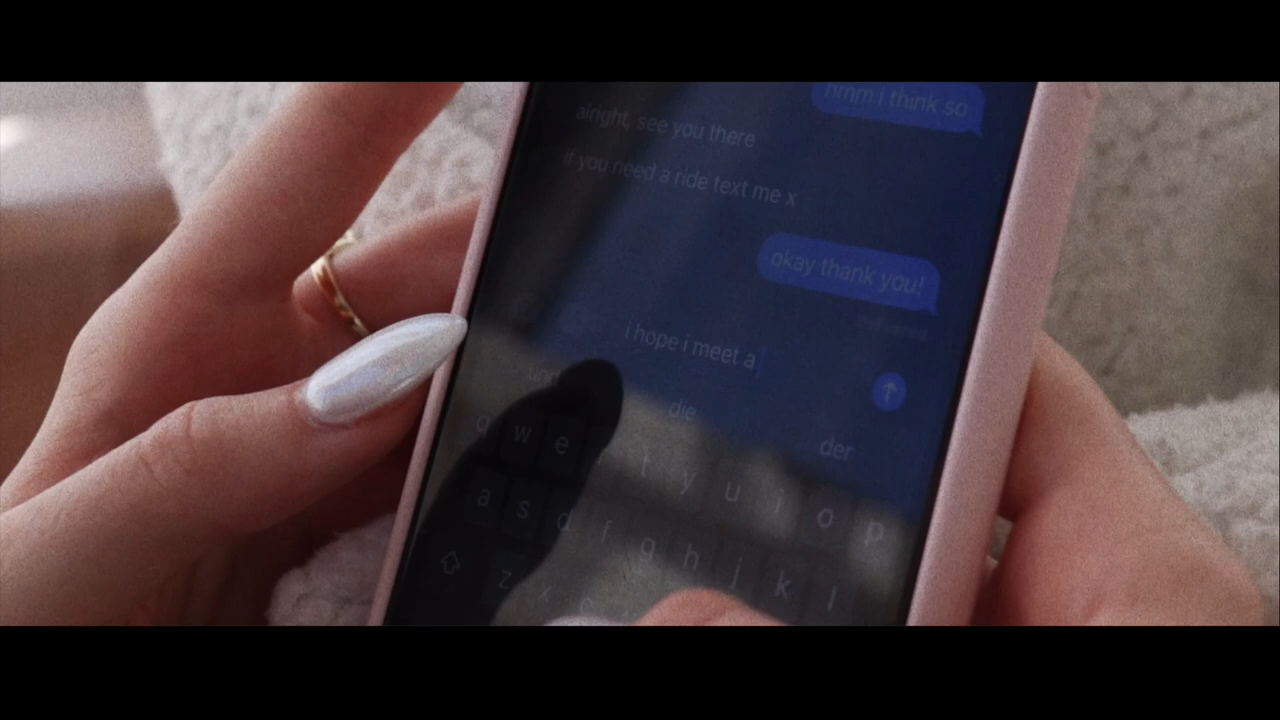 hmm i think so
alright, see you there
if you need a ride text me x
okay thank you!
i hope i meet a
und die der
q w e t y u i o p
a s d f g h j k l
z x c